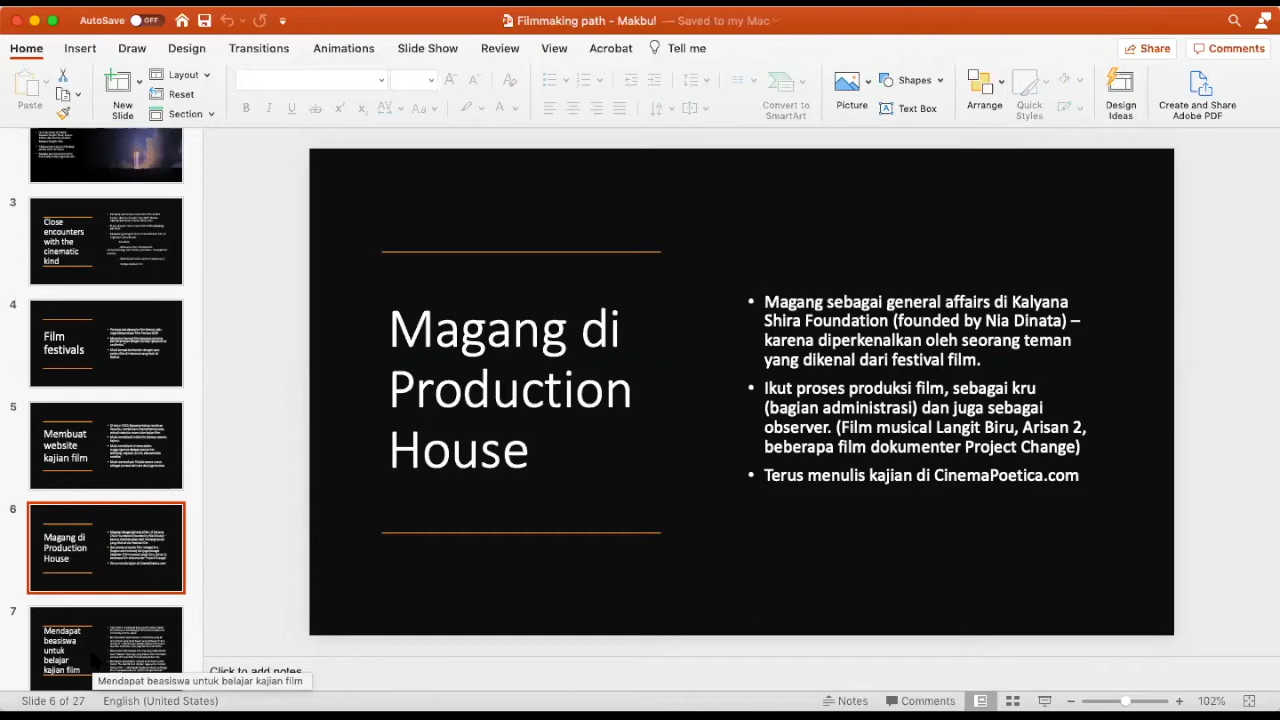 AutoSave OFF
Filmmaking path - Makbul — Saved to my Mac
Home Insert Draw Design Transitions Animations Slide Show Review View Acrobat Tell me
Share Comments
Paste
New Slide
Layout
Reset
Section
Convert to SmartArt
Picture
Shapes
Text Box
Arrange
Quick Styles
Design Ideas
Create and Share Adobe PDF
3
Close
encounters
with the
cinematic
kind
4
Film
festivals
5
Membuat
website
kajian film
6
Magang di
Production
House
7
Mendapat
beasiswa
untuk
belajar
kajian film
Mendapat beasiswa untuk belajar kajian film
Magang di
Production
House
• Magang sebagai general affairs di Kalyana
Shira Foundation (founded by Nia Dinata) –
karena diperkenalkan oleh seorang teman
yang dikenal dari festival film.
• Ikut proses produksi film, sebagai kru
(bagian administrasi) dan juga sebagai
observer. (Film musical Langit Biru, Arisan 2,
beberapa film dokumenter Project Change)
• Terus menulis kajian di CinemaPoetica.com
Click to add notes
Slide 6 of 27 English (United States)
Notes Comments 102%